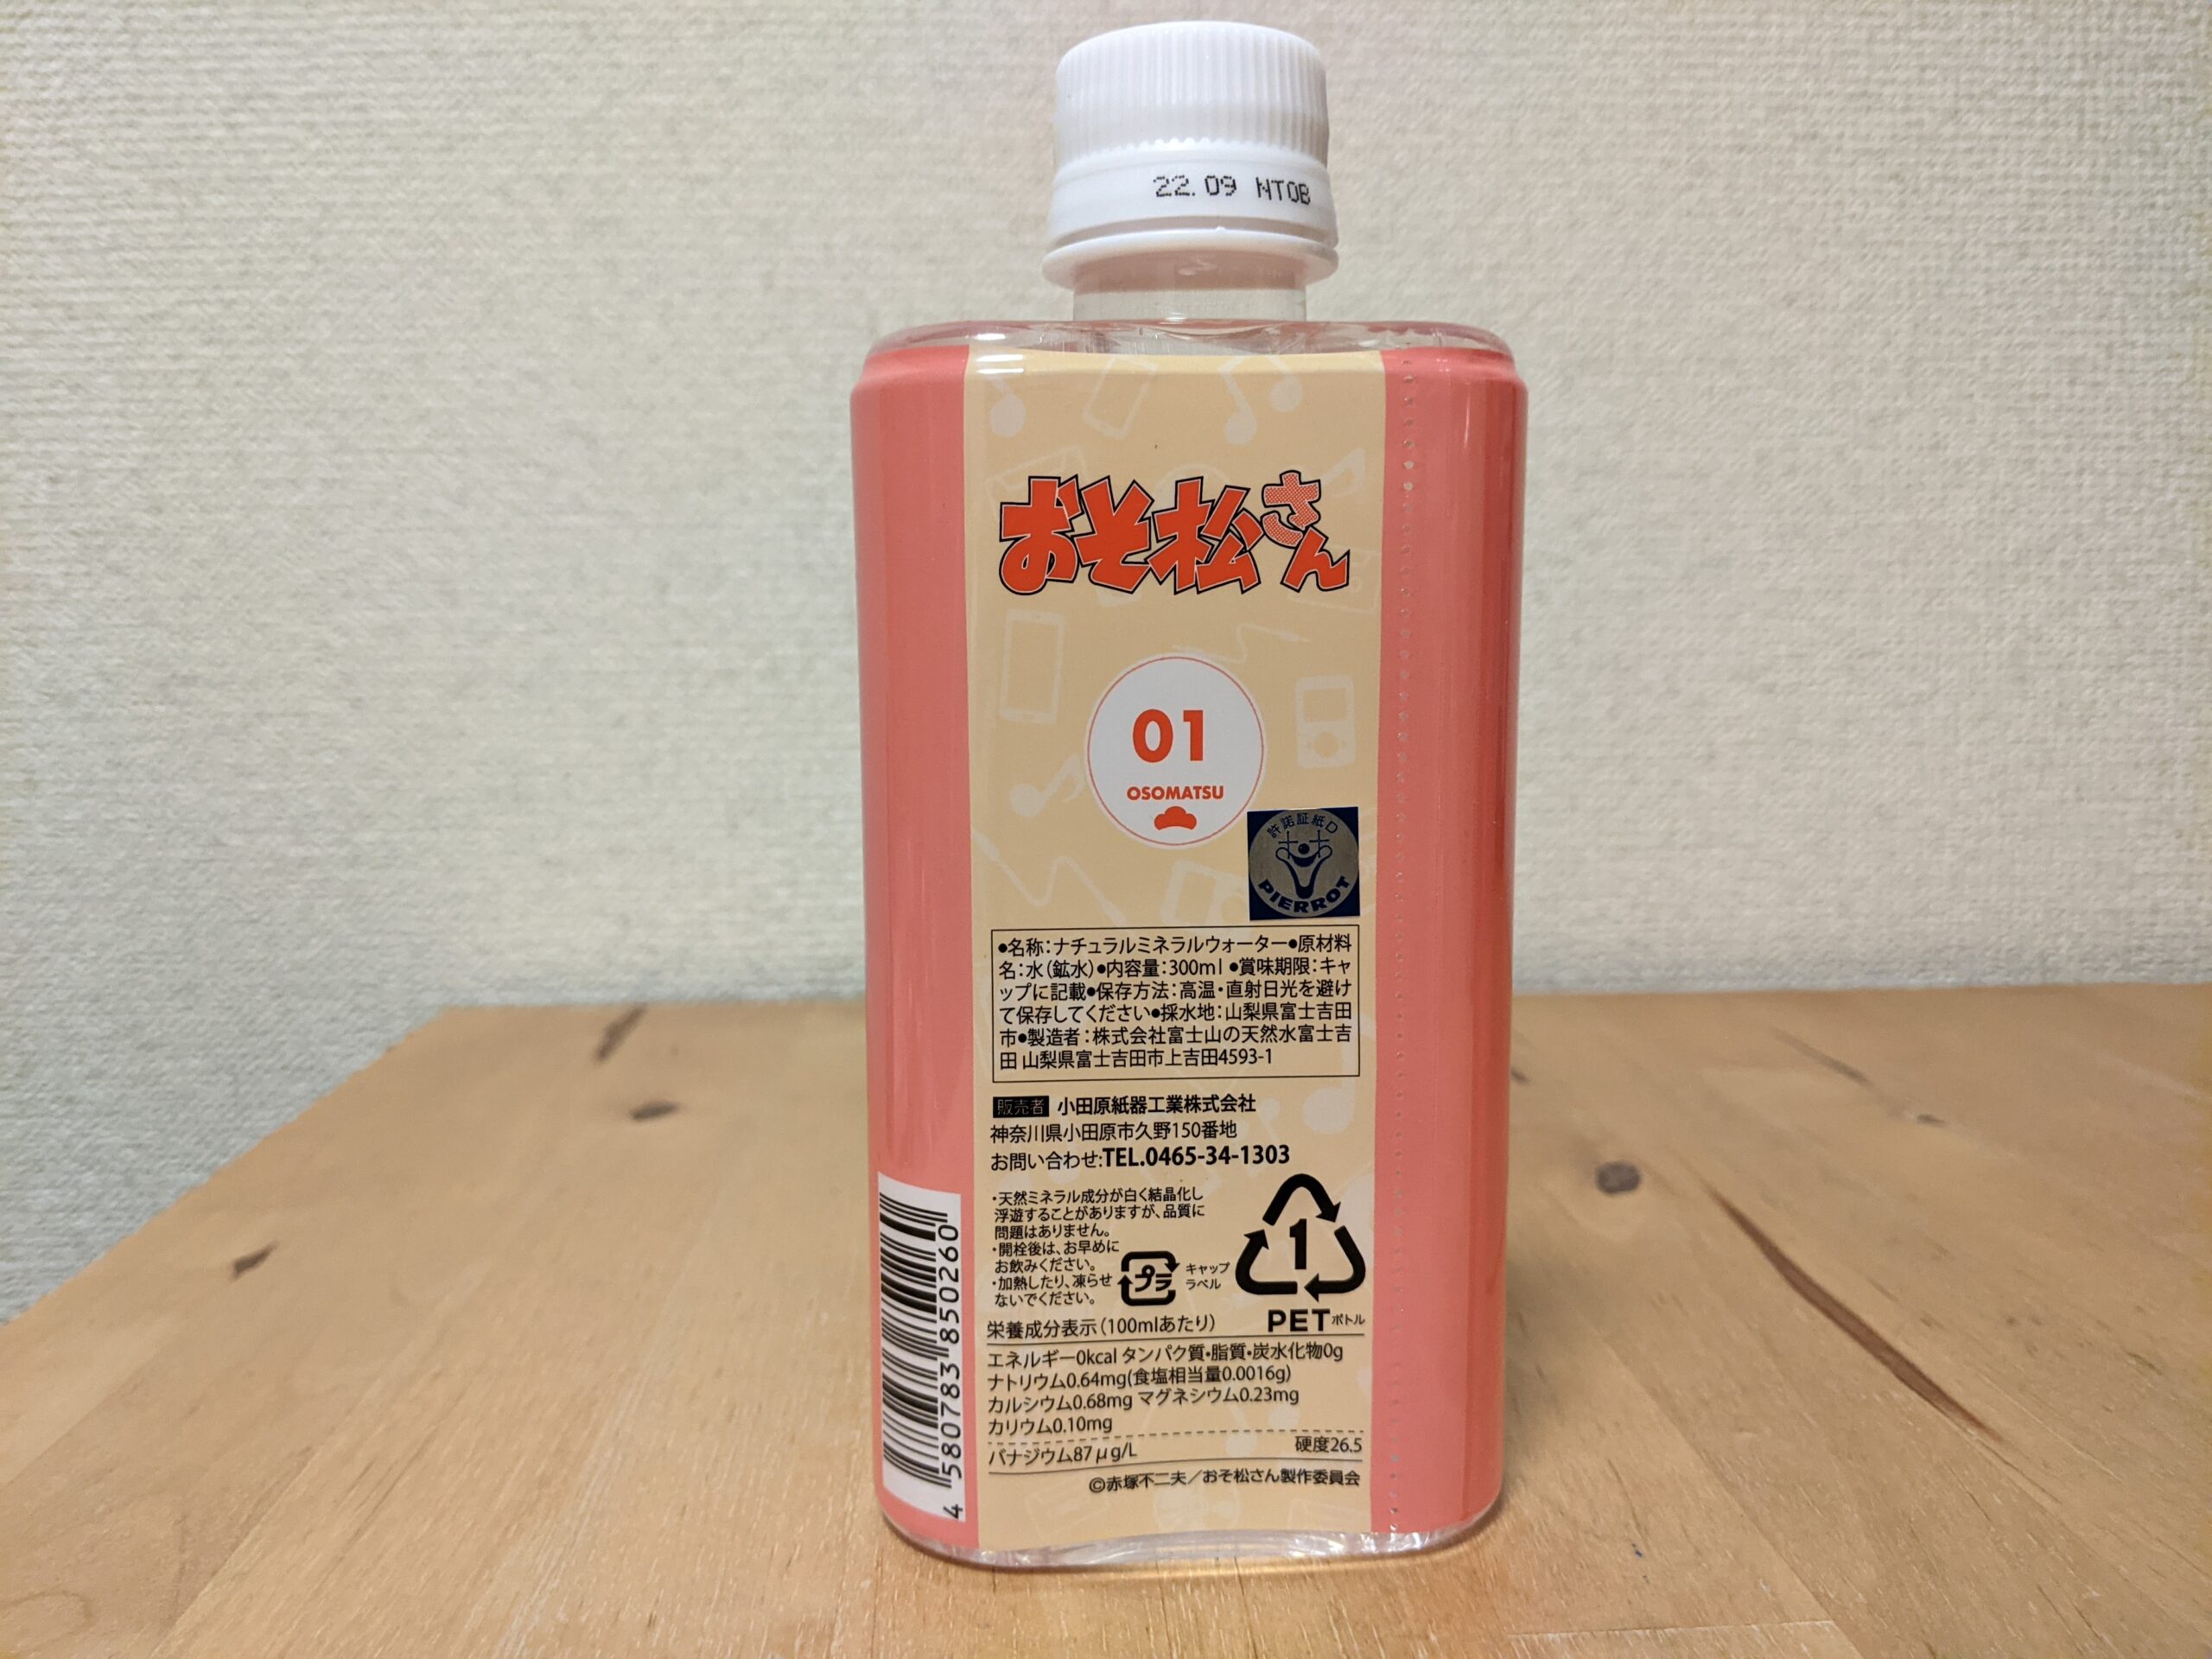 22.09 NTOB
おそ松さん
01
OSOMATSU
許諾証紙D
PIERROT
●名称：ナチュラルミネラルウォーター●原材料
名：水（鉱水）●内容量：300ml ●賞味期限：キャ
ップに記載●保存方法：高温・直射日光を避け
て保存してください●採水地：山梨県富士吉田
市●製造者：株式会社富士山の天然水富士吉
田 山梨県富士吉田市上吉田4593-1
販売者 小田原紙器工業株式会社
神奈川県小田原市久野150番地
お問い合わせ:TEL.0465-34-1303
・天然ミネラル成分が白く結晶化し
浮遊することがありますが、品質に
問題はありません。
・開栓後は、お早めに
お飲みください。
・加熱したり、凍らせ
ないでください。
プラ
キャップ
ラベル
1
PETボトル
栄養成分表示（100mlあたり）
エネルギー0kcal タンパク質・脂質・炭水化物0g
ナトリウム0.64mg(食塩相当量0.0016g)
カルシウム0.68mg マグネシウム0.23mg
カリウム0.10mg
バナジウム87μg/L 硬度26.5
©赤塚不二夫／おそ松さん製作委員会
4 580783 850260